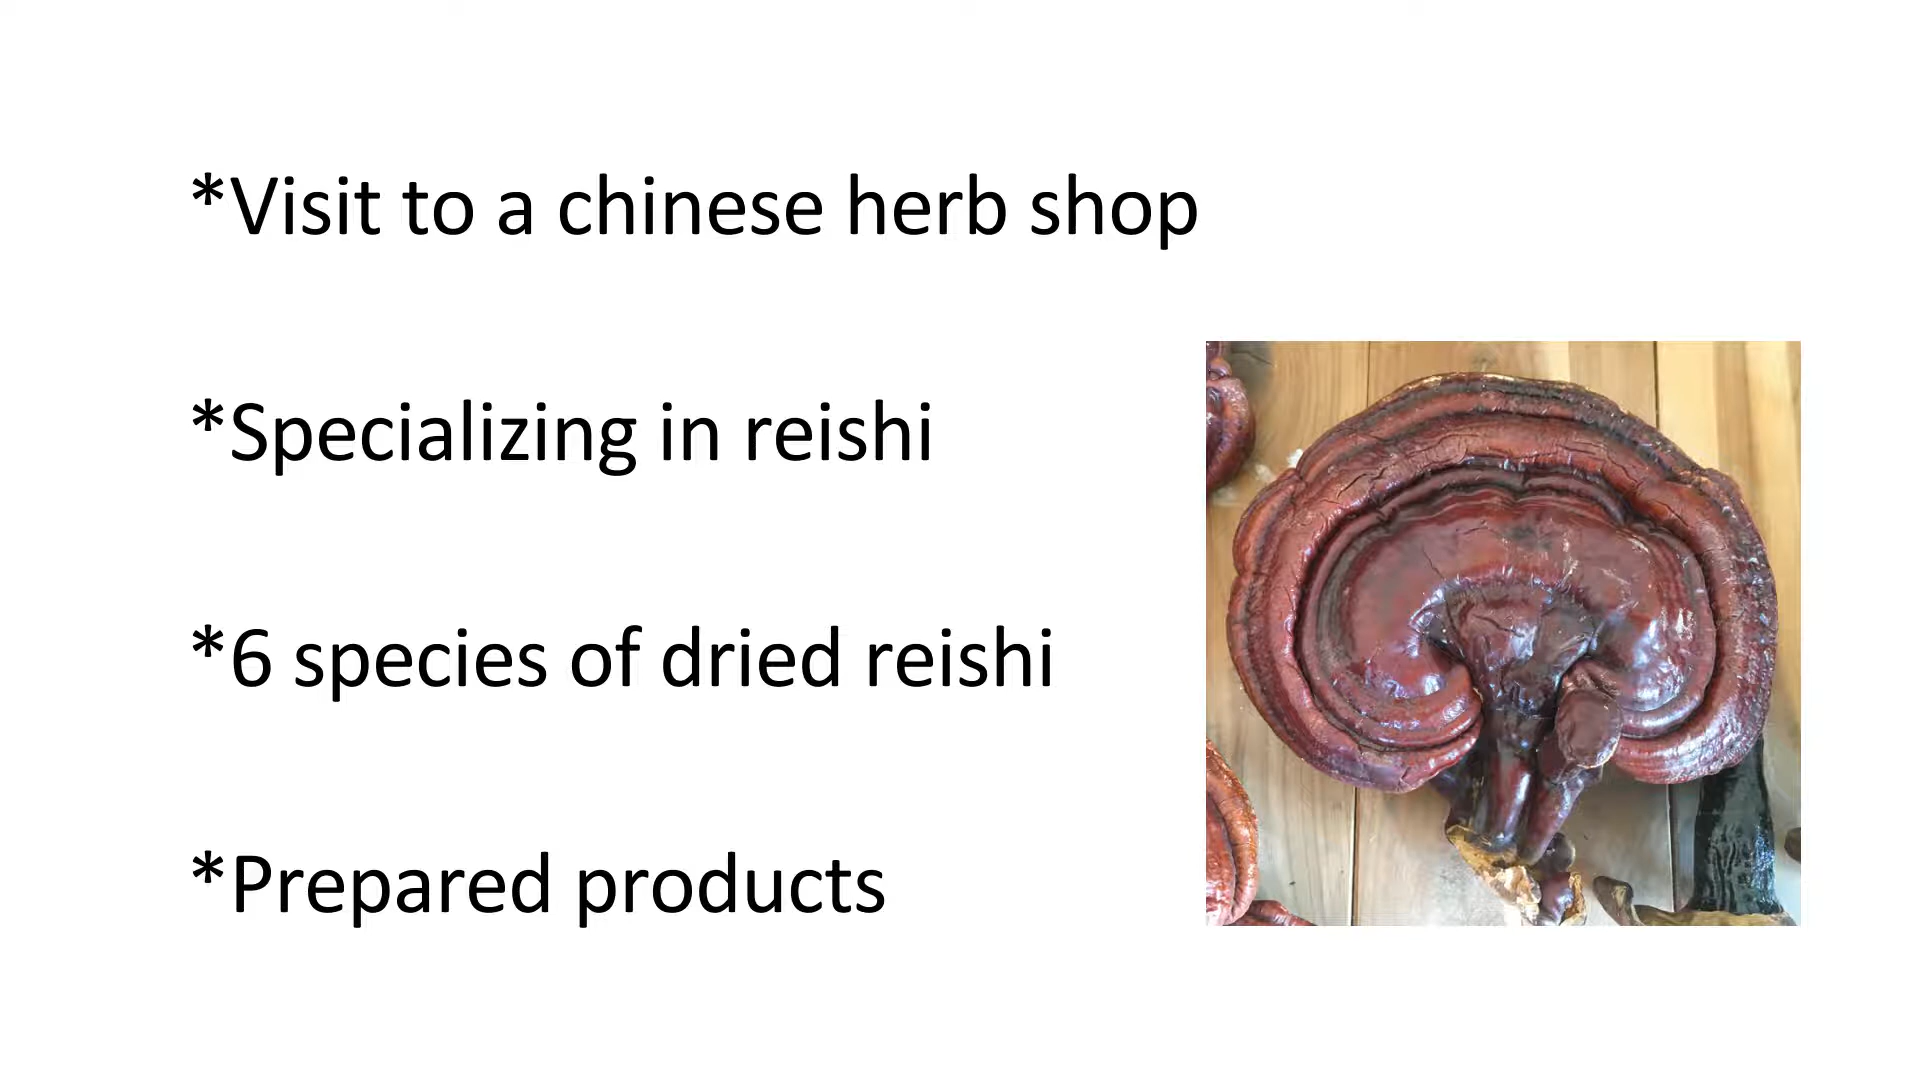 *Visit to a chinese herb shop
*Specializing in reishi
*6 species of dried reishi
*Prepared products